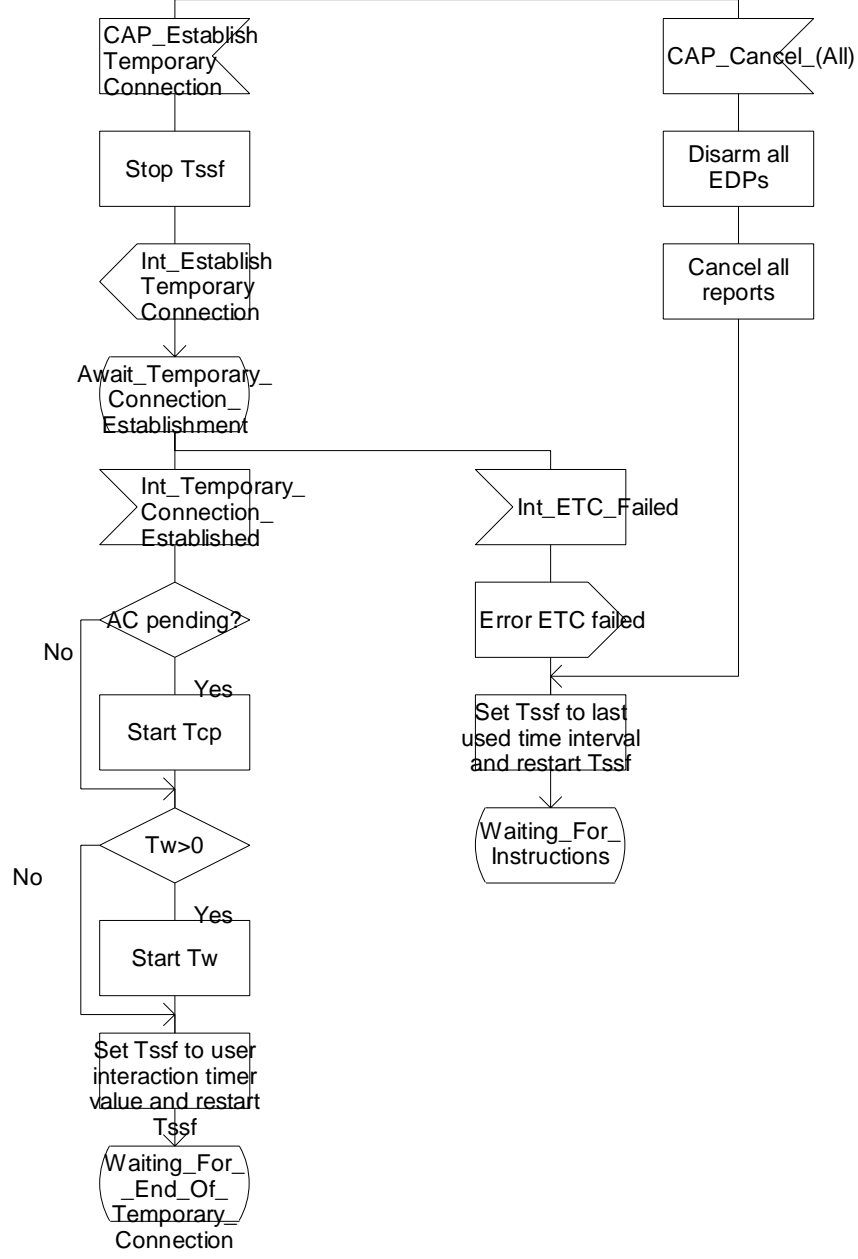 CAP_Establish
Temporary
Connection
CAP_Cancel_(All)
Stop Tssf
Disarm all
EDPs
Int_Establish
Temporary
Connection
Cancel all
reports
Await_Temporary_
Connection_
Establishment
Int_Temporary_
Connection_
Established
Int_ETC_Failed
AC pending?
Error ETC failed
No
Yes
Start Tcp
Set Tssf to last
used time interval
and restart Tssf
Tw>0
Waiting_For_
Instructions
No
Yes
Start Tw
Set Tssf to user
interaction timer
value and restart
Tssf
Waiting_For_
_End_Of_
Temporary_
Connection